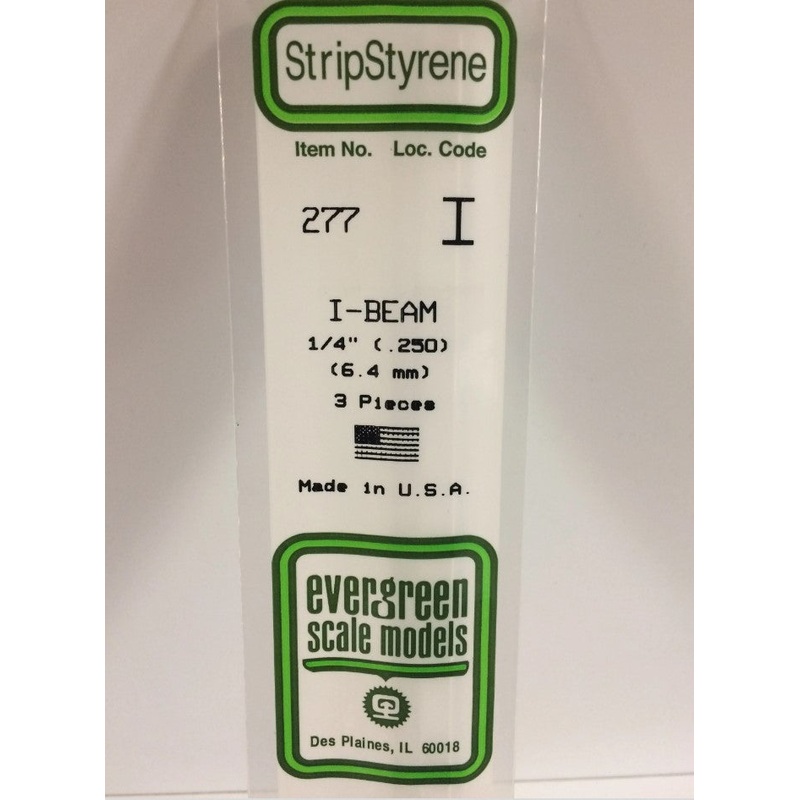 StripStyrene
Item No. Loc. Code
277 I
I-BEAM
1/4" (.250)
(6.4 mm)
3 Pieces
Made in U.S.A.
evergreen
scale models
Des Plaines, IL 60018